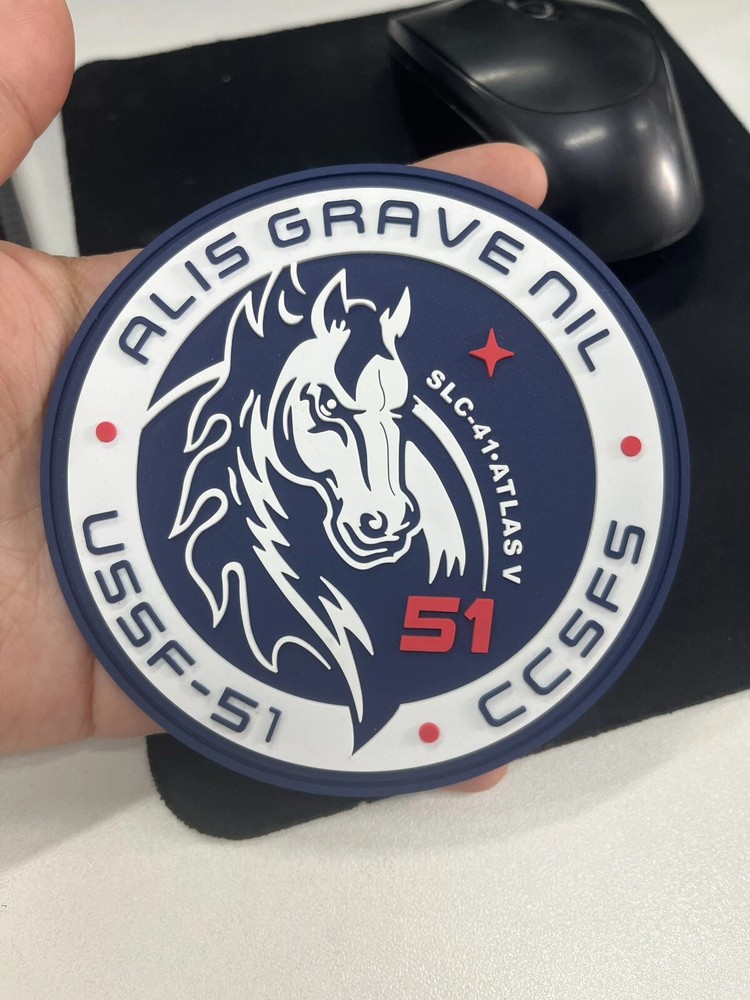 ALIS GRAVE NIL
SLC-41·ATLAS V
51
USSF-51
CCSFS